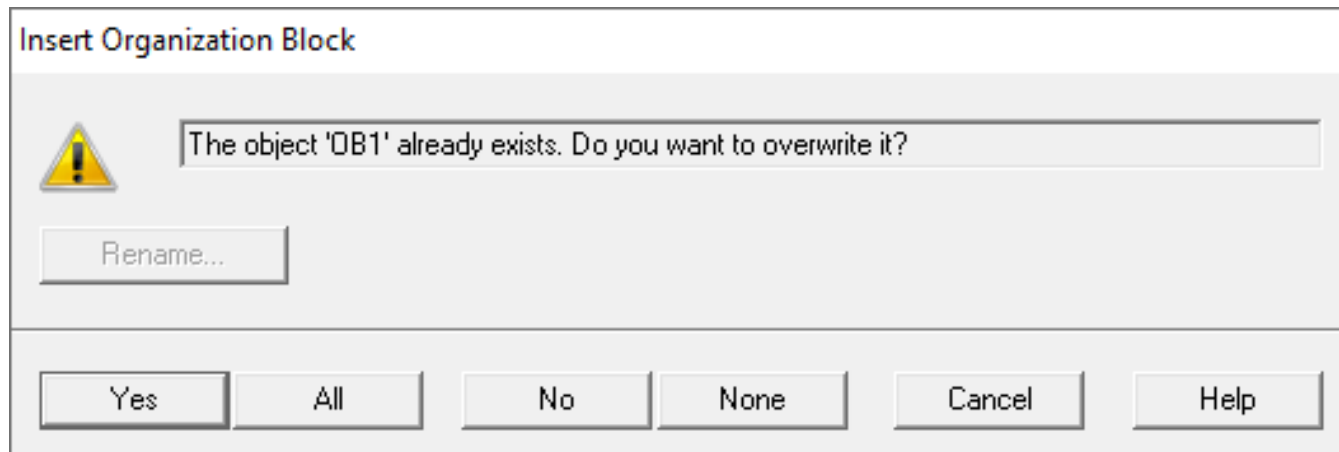 Insert Organization Block
The object 'OB1' already exists. Do you want to overwrite it?
Rename...
Yes All No None Cancel Help